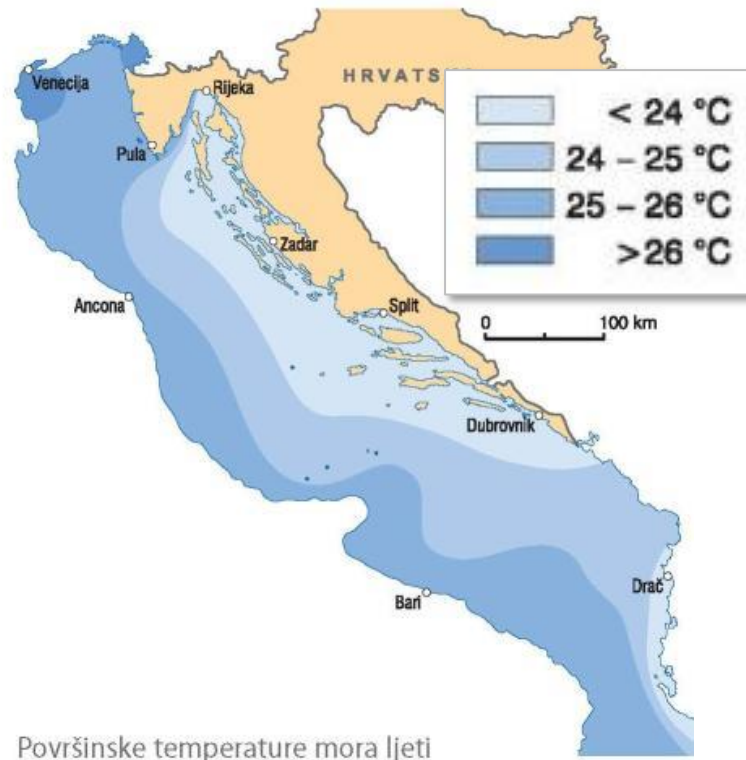 HRVATSKA
Venecija
Rijeka
Pula
Zadar
Ancona
Split
Dubrovnik
Bari
Drač
< 24 °C
24 – 25 °C
25 – 26 °C
>26 °C
0 100 km
Površinske temperature mora ljeti